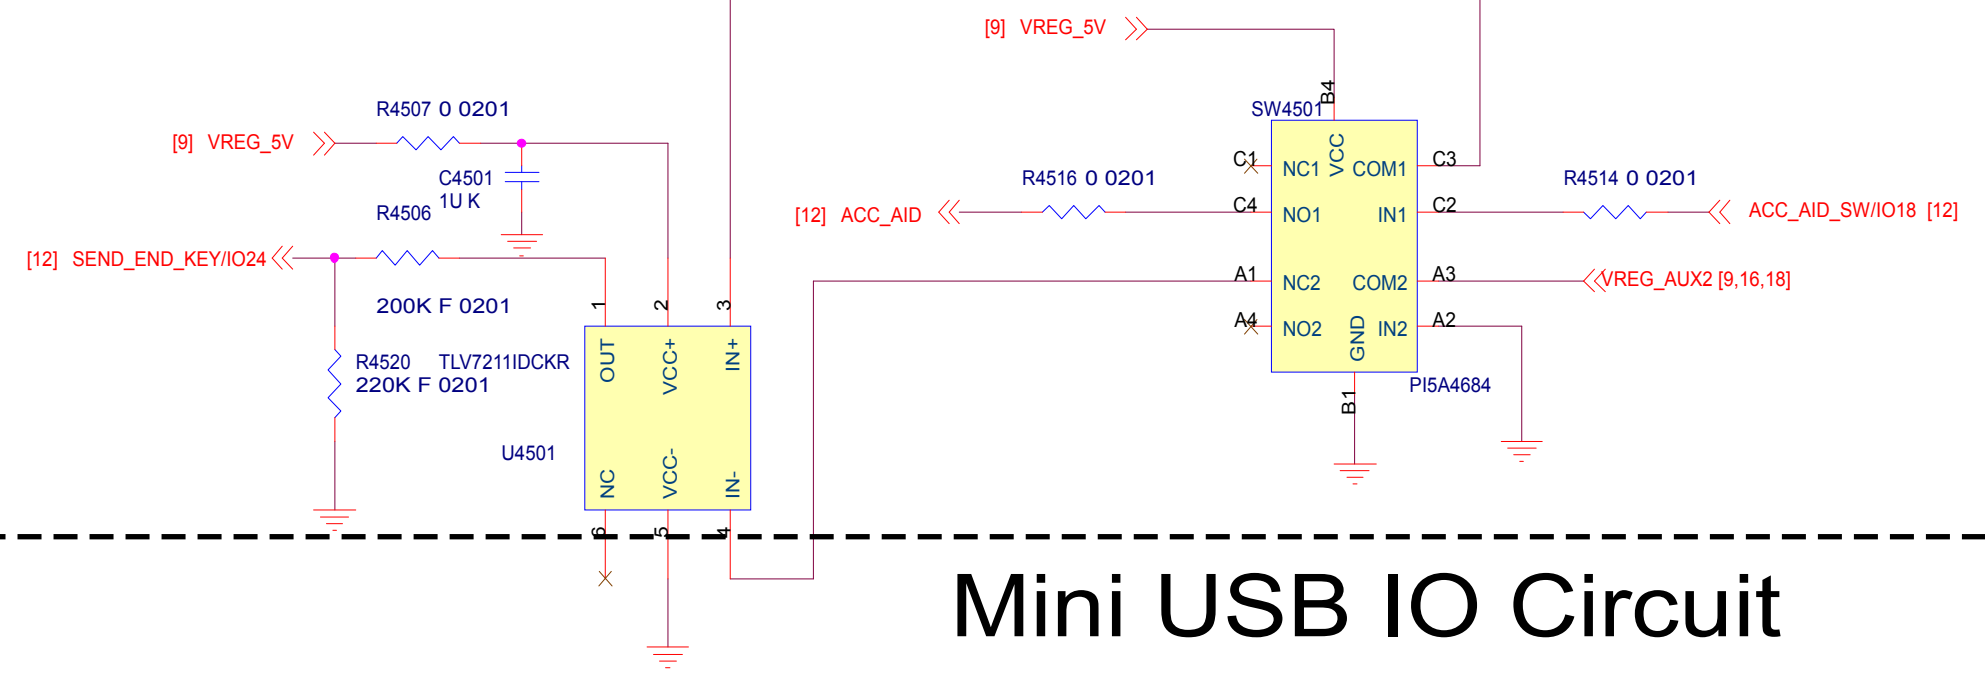 [9] VREG_5V
R4507 0 0201
[9] VREG_5V
C4501
1U K
R4506
[12] SEND_END_KEY/IO24
200K F 0201
R4520 TLV7211IDCKR
220K F 0201
U4501
1
2
3
OUT
VCC+
IN+
NC
VCC-
IN-
6
5
4
SW4501
B4
VCC
C1
NC1
COM1
C3
R4516 0 0201
R4514 0 0201
[12] ACC_AID
C4
NO1
IN1
C2
ACC_AID_SW/IO18 [12]
A1
NC2
COM2
A3
VREG_AUX2 [9,16,18]
A4
NO2
GND
IN2
A2
PI5A4684
B1
Mini USB IO Circuit